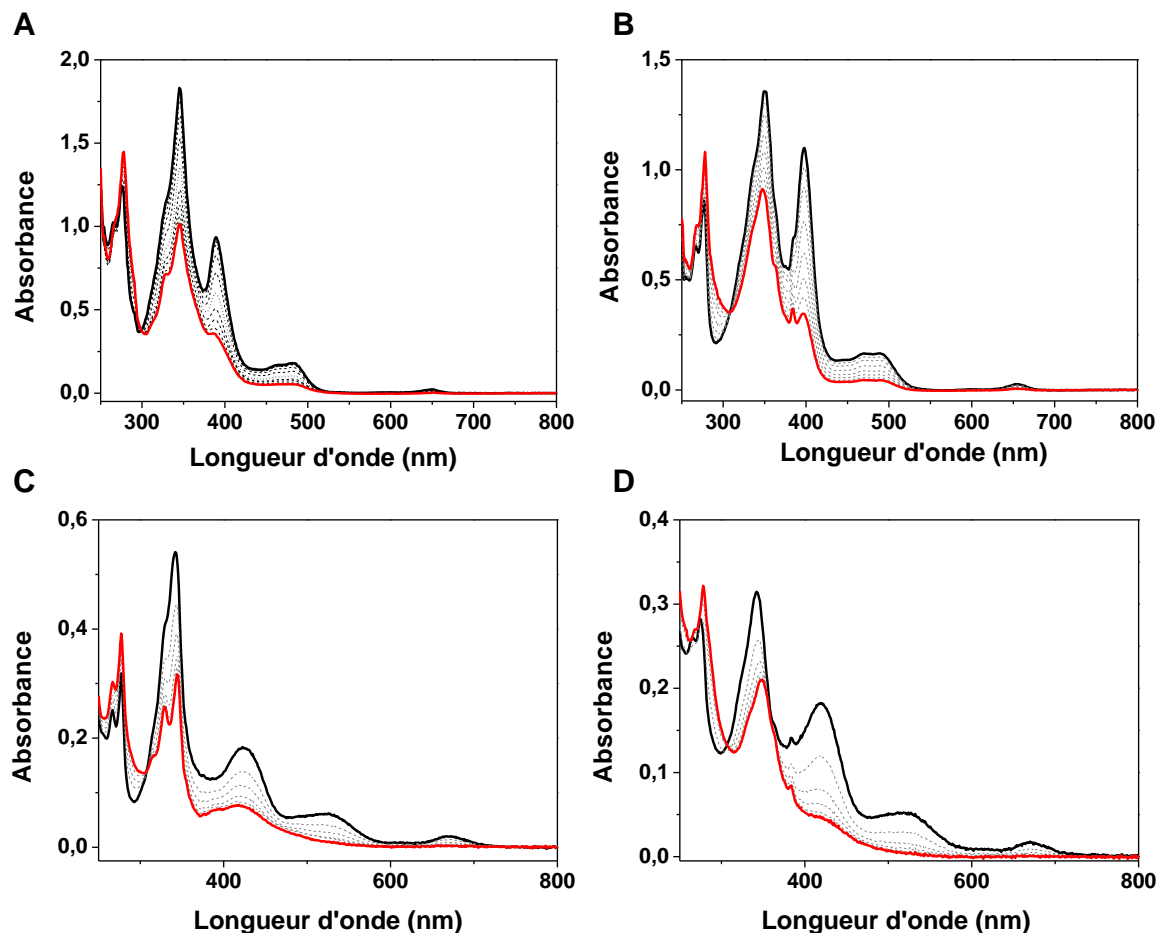 A
B
2,0
1,5
1,0
0,5
0,0
Absorbance
300 400 500 600 700 800
Longueur d'onde (nm)
1,5
1,0
0,5
0,0
Absorbance
300 400 500 600 700 800
Longueur d'onde (nm)
C
D
0,6
0,4
0,2
0,0
Absorbance
400 600 800
Longueur d'onde (nm)
0,4
0,3
0,2
0,1
0,0
Absorbance
400 600 800
Longueur d'onde (nm)